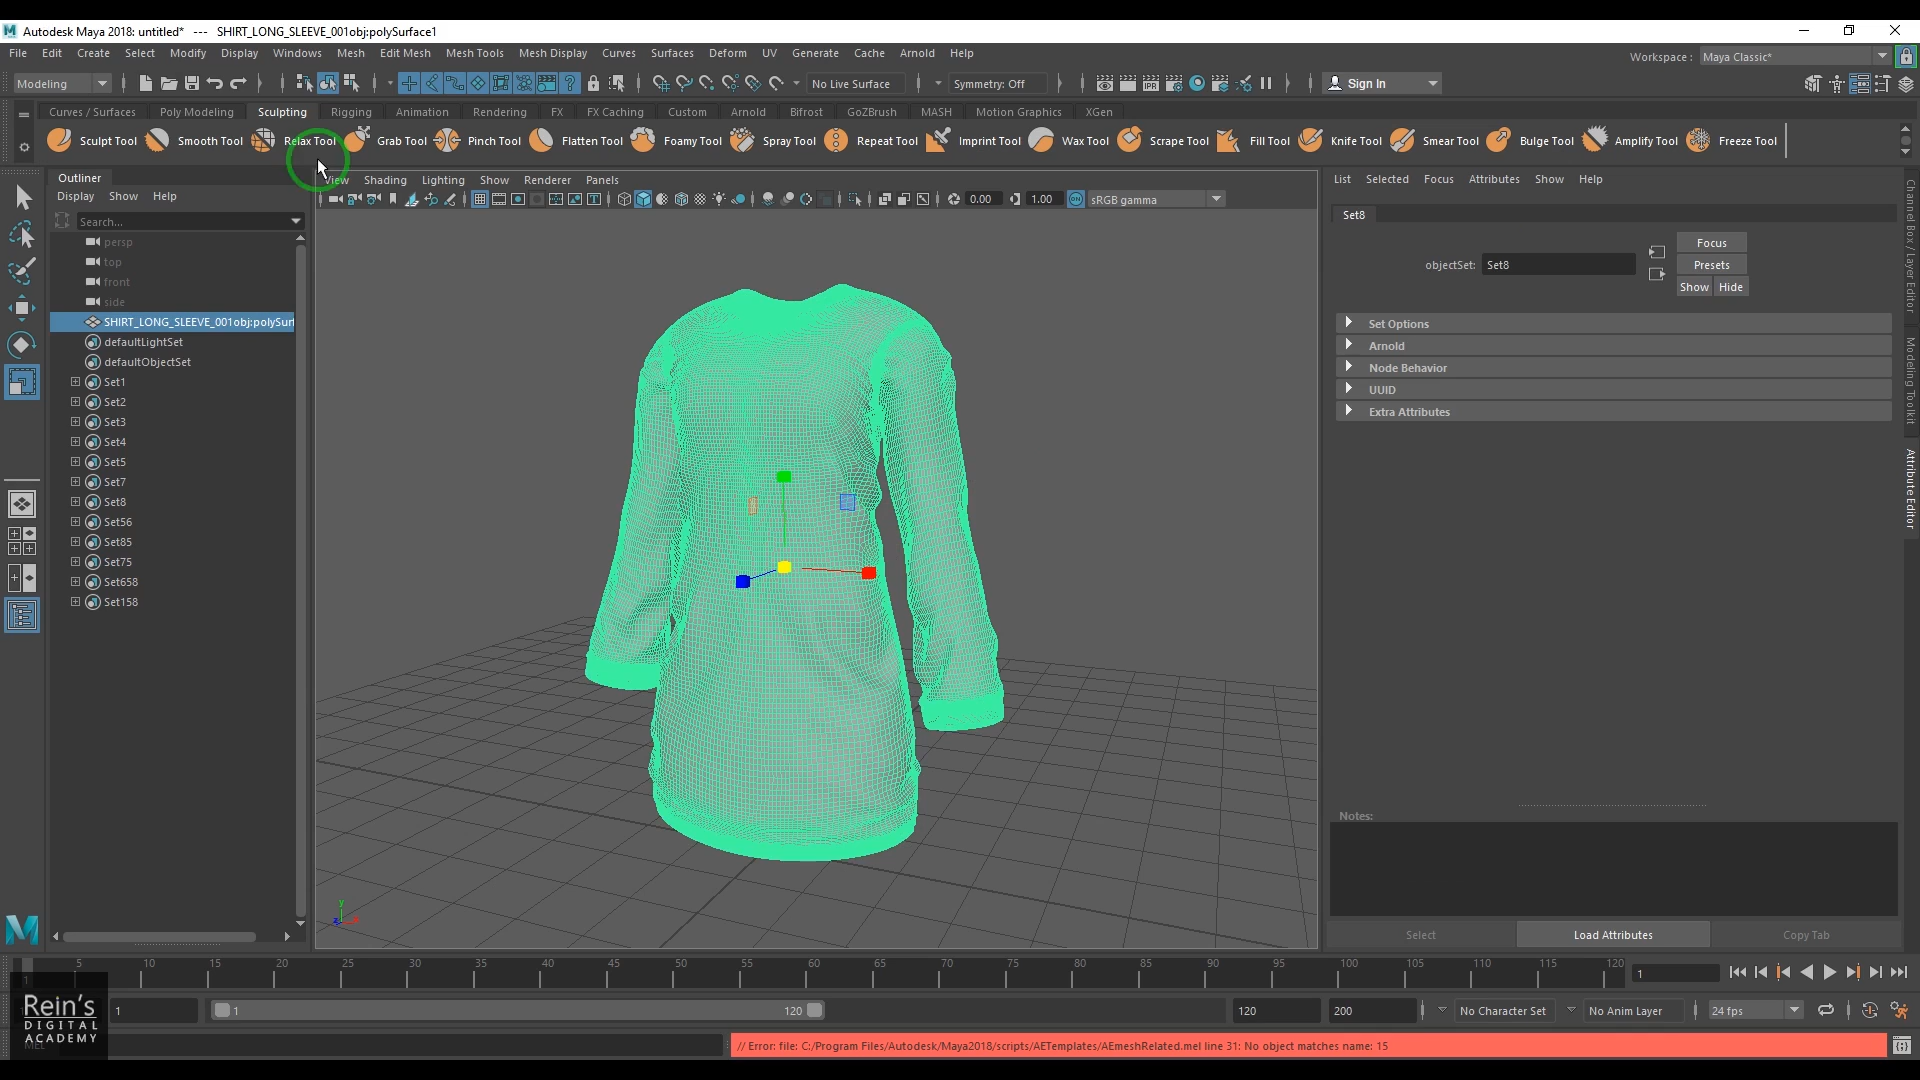 Autodesk Maya 2018: untitled* --- SHIRT_LONG_SLEEVE_001obj:polySurface1
File Edit Create Select Modify Display Windows Mesh Edit Mesh Mesh Tools Mesh Display Curves Surfaces Deform UV Generate Cache Arnold Help
Workspace : Maya Classic*
Modeling No Live Surface Symmetry: Off Sign In
Curves / Surfaces Poly Modeling Sculpting Rigging Animation Rendering FX FX Caching Custom Arnold Bifrost GoZBrush MASH Motion Graphics XGen
Sculpt Tool Smooth Tool Relax Tool Grab Tool Pinch Tool Flatten Tool Foamy Tool Spray Tool Repeat Tool Imprint Tool Wax Tool Scrape Tool Fill Tool Knife Tool Smear Tool Bulge Tool Amplify Tool Freeze Tool
Outliner
Display Show Help
Search...
persp
top
front
side
SHIRT_LONG_SLEEVE_001obj:polySurf
defaultLightSet
defaultObjectSet
Set1
Set2
Set3
Set4
Set5
Set7
Set8
Set56
Set85
Set75
Set658
Set158
View Shading Lighting Show Renderer Panels
0.00 1.00 sRGB gamma
y
z x
List Selected Focus Attributes Show Help
Set8
objectSet: Set8
Focus
Presets
Show Hide
Set Options
Arnold
Node Behavior
UUID
Extra Attributes
Notes:
Select Load Attributes Copy Tab
Channel Box / Layer Editor
Modeling Toolkit
Attribute Editor
5 10 15 20 25 30 35 40 45 50 55 60 65 70 75 80 85 90 95 100 105 110 115 120
1
1 1 120 120 200 No Character Set No Anim Layer 24 fps
Rein's
DIGITAL
ACADEMY
MEL
// Error: file: C:/Program Files/Autodesk/Maya2018/scripts/AETemplates/AEmeshRelated.mel line 31: No object matches name: 15